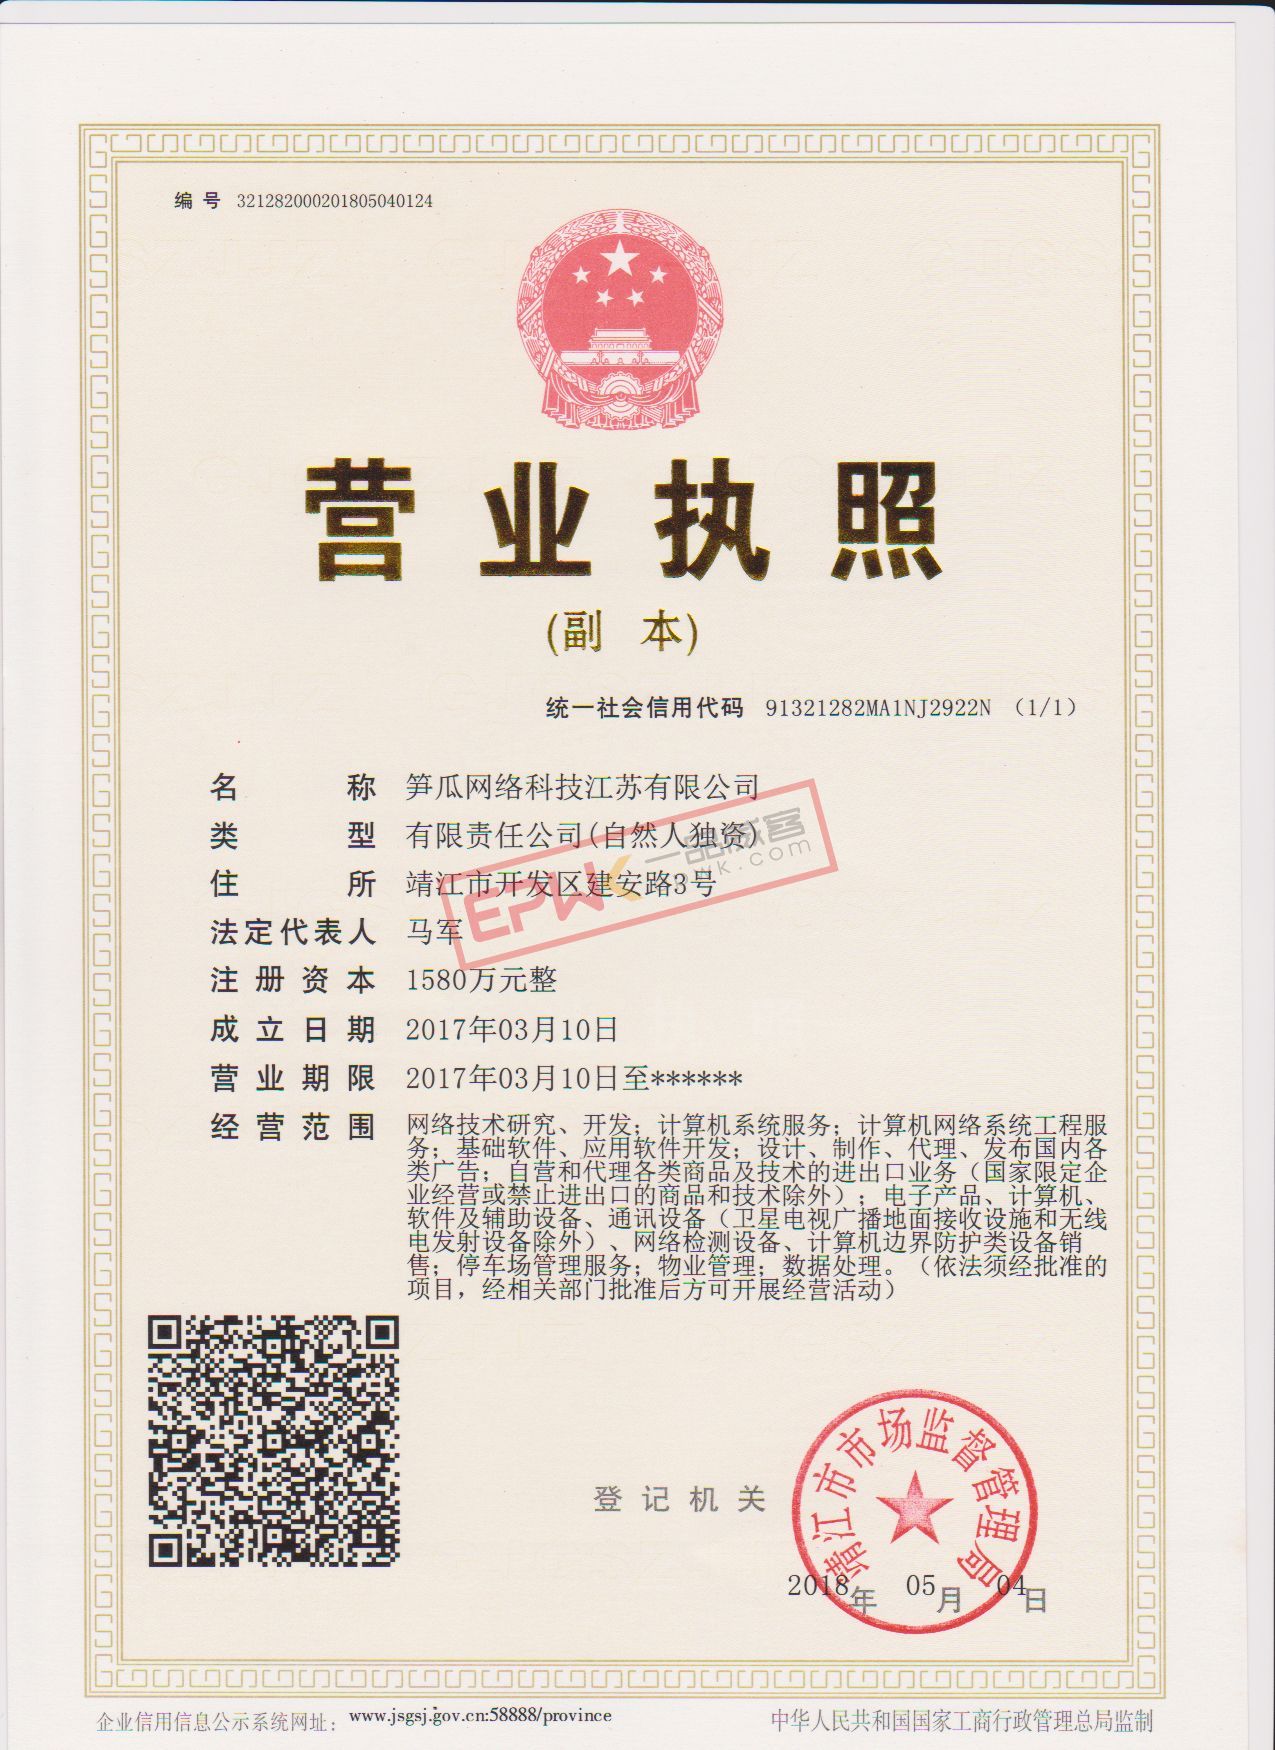 编 号 321282000201805040124
营业执照
(副 本)
统一社会信用代码 91321282MA1NJ2922N （1/1）
名 称 笋瓜网络科技江苏有限公司
类 型 有限责任公司(自然人独资)
住 所 靖江市开发区建安路3号
法定代表人 马军
注册资本 1580万元整
成立日期 2017年03月10日
营业期限 2017年03月10日至******
经营范围 网络技术研究、开发；计算机系统服务；计算机网络系统工程服
务；基础软件、应用软件开发；设计、制作、代理、发布国内各
类广告；自营和代理各类商品及技术的进出口业务（国家限定企
业经营或禁止进出口的商品和技术除外）；电子产品、计算机、
软件及辅助设备、通讯设备（卫星电视广播地面接收设施和无线
电发射设备除外）、网络检测设备、计算机边界防护类设备销
售；停车场管理服务；物业管理；数据处理。（依法须经批准的
项目，经相关部门批准后方可开展经营活动）
EPWK 一品威客
epwk.com
登记机关
靖江市市场监督管理局
2018年 05月 04日
企业信用信息公示系统网址： www.jsgsj.gov.cn:58888/province
中华人民共和国国家工商行政管理总局监制